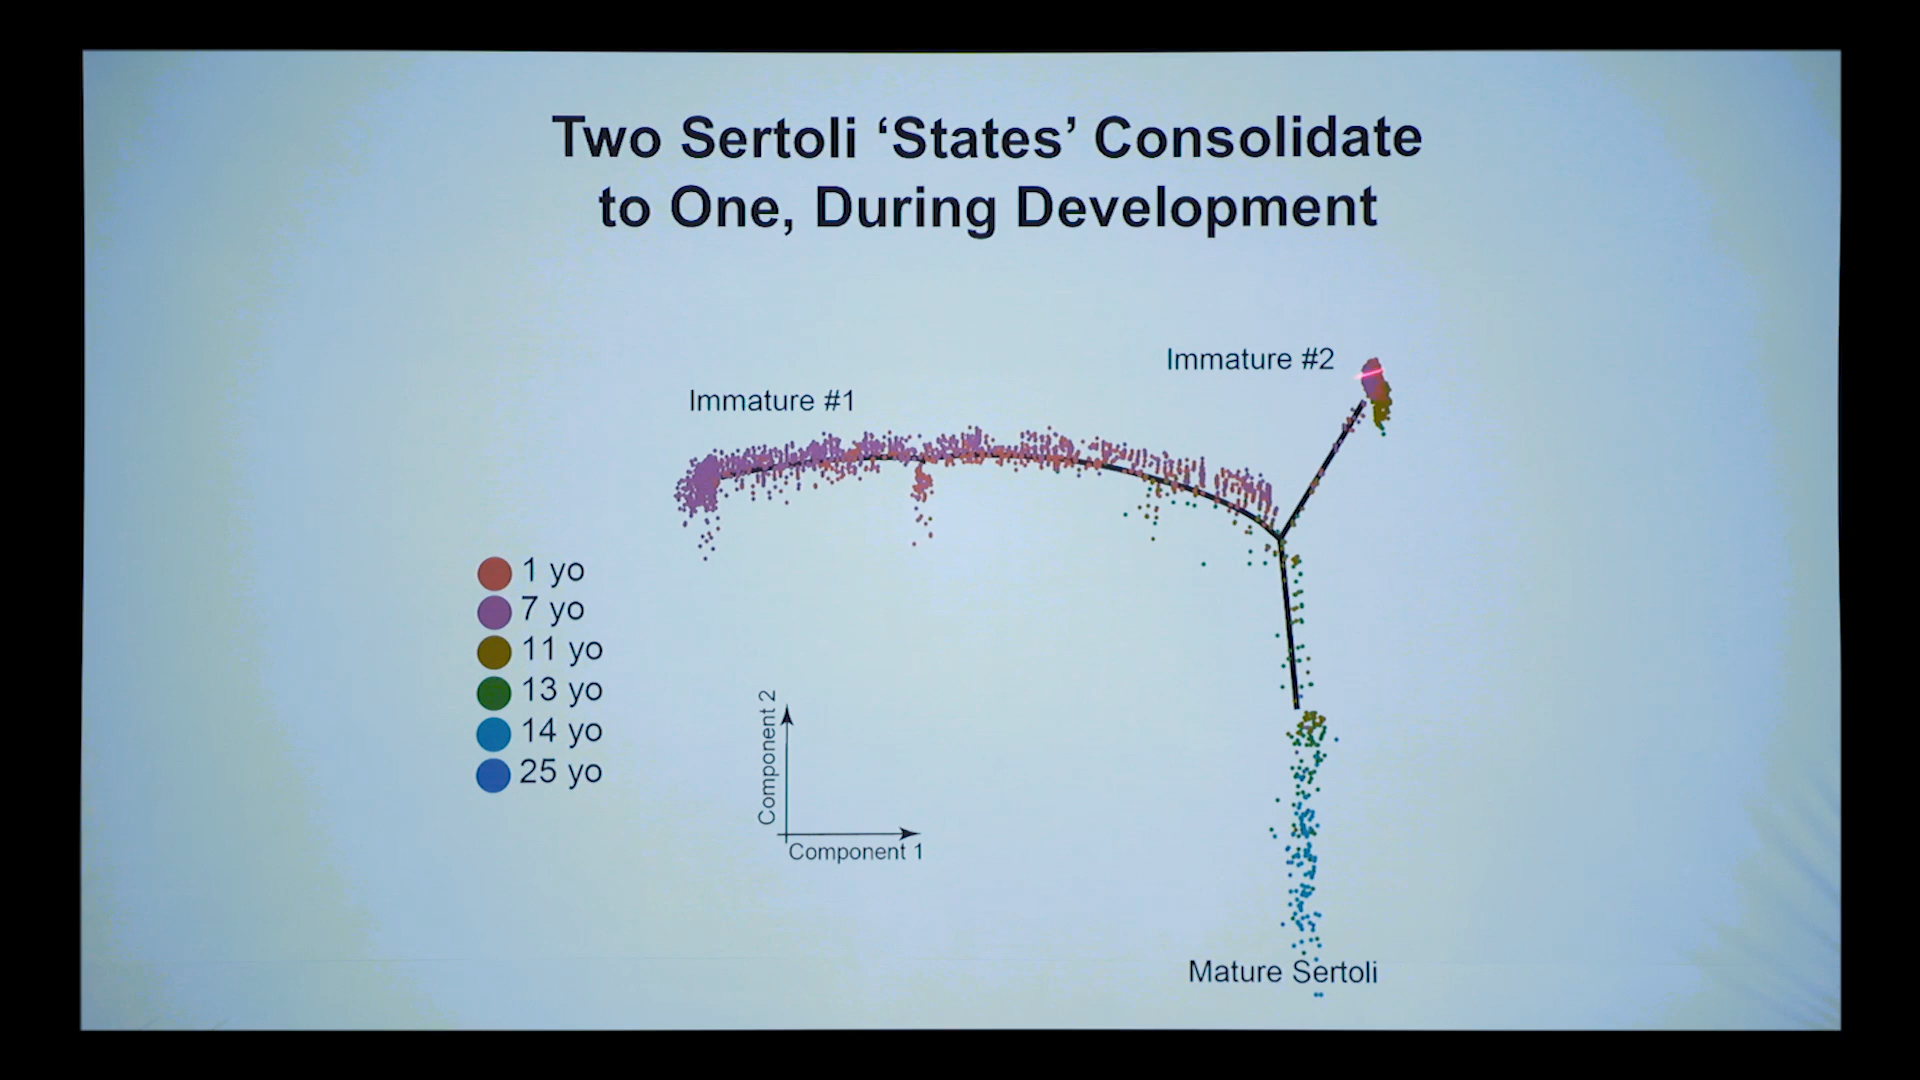 Two Sertoli ‘States’ Consolidate
to One, During Development
Immature #2
Immature #1
1 yo
7 yo
11 yo
13 yo
14 yo
25 yo
Component 2
Component 1
Mature Sertoli